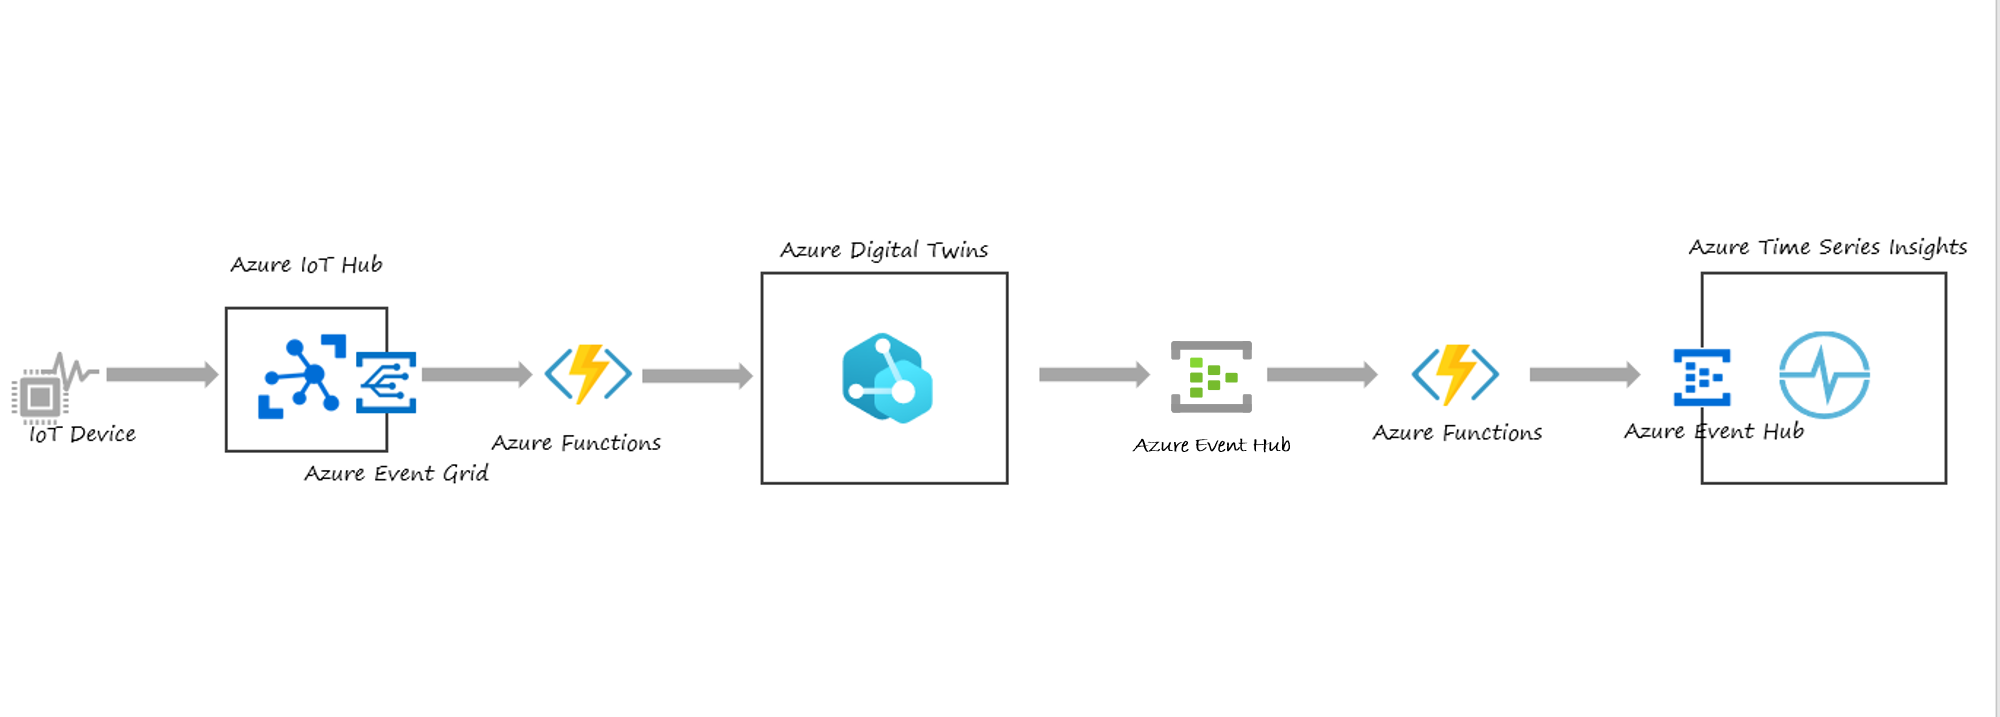 Azure IoT Hub
Azure Digital Twins
Azure Time Series Insights
IoT Device
Azure Event Grid
Azure Functions
Azure Event Hub
Azure Functions
Azure Event Hub